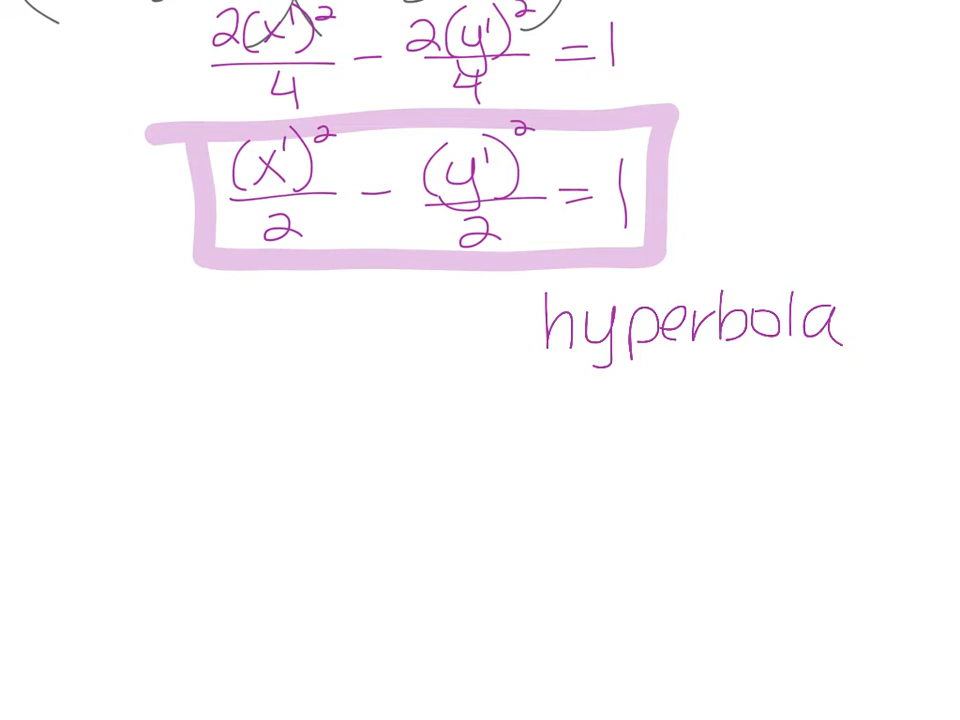 2(x')²/4 - 2(y')²/4 = 1
(x')²/2 - (y')²/2 = 1
hyperbola